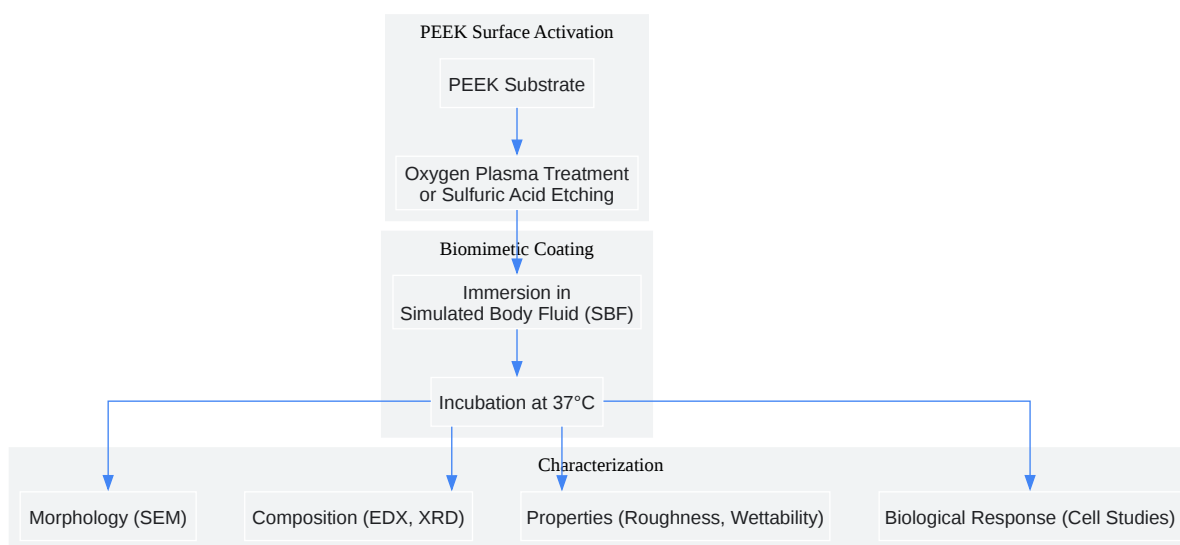 PEEK Surface Activation
PEEK Substrate
Oxygen Plasma Treatment
or Sulfuric Acid Etching
Biomimetic Coating
Immersion in
Simulated Body Fluid (SBF)
Incubation at 37°C
Characterization
Morphology (SEM)
Composition (EDX, XRD)
Properties (Roughness, Wettability)
Biological Response (Cell Studies)